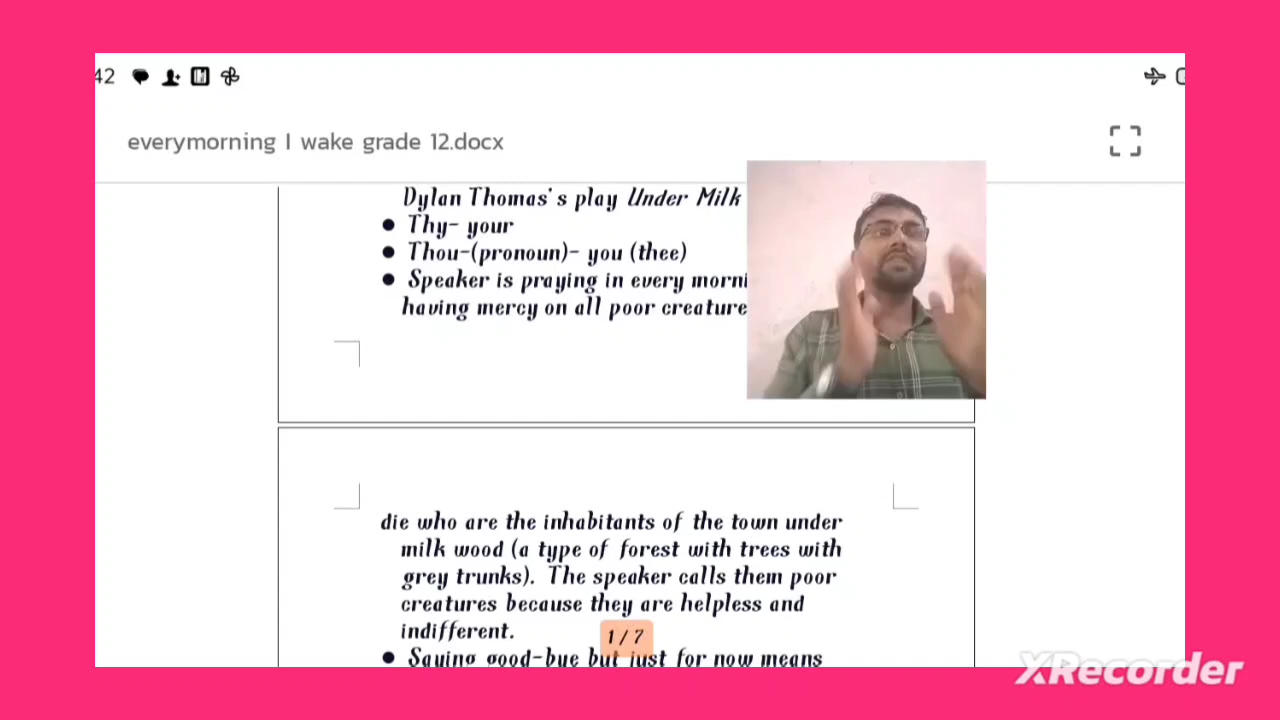 42
everymorning I wake grade 12.docx
Dylan Thomas's play Under Milk
● Thy- your
● Thou-(pronoun)- you (thee)
● Speaker is praying in every morni
having mercy on all poor creature
die who are the inhabitants of the town under
milk wood (a type of forest with trees with
grey trunks). The speaker calls them poor
creatures because they are helpless and
indifferent.
1 / 7
● Saying good-bye but just for now means
XRecorder